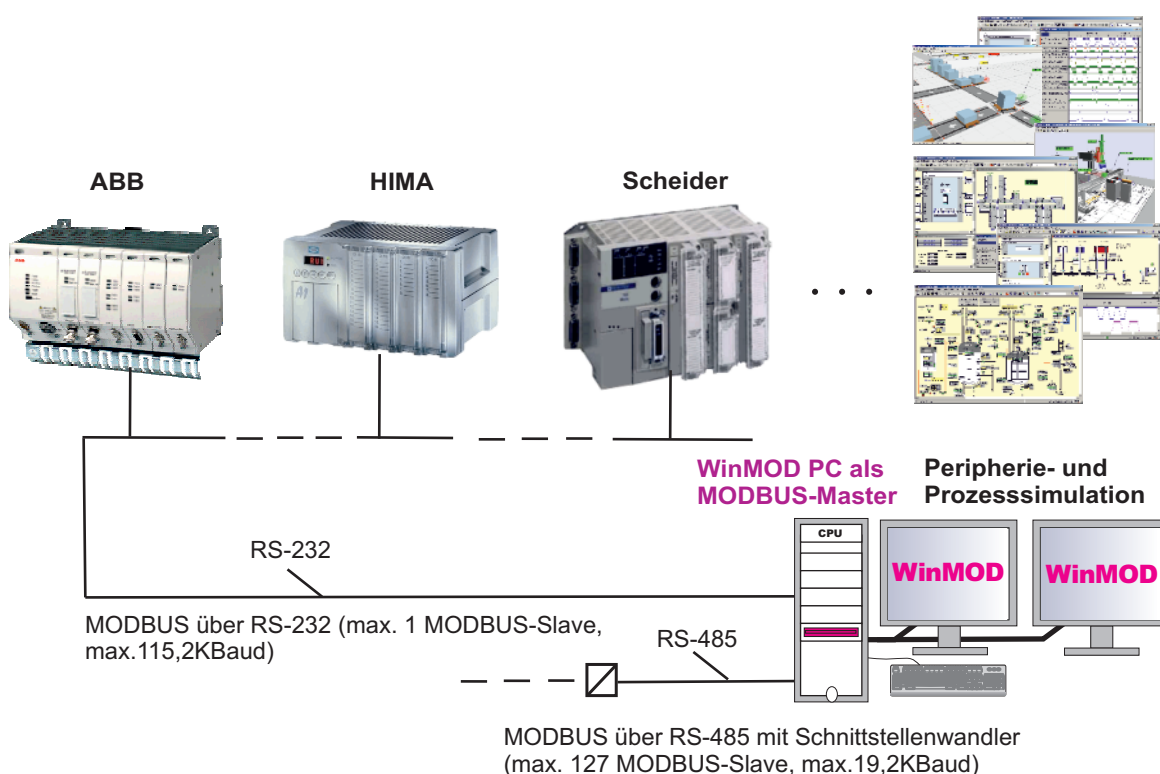 ABB
HIMA
Scheider
. . .
WinMOD PC als
MODBUS-Master
Peripherie- und
Prozesssimulation
CPU
WinMOD
WinMOD
RS-232
MODBUS über RS-232 (max. 1 MODBUS-Slave,
max.115,2KBaud)
RS-485
MODBUS über RS-485 mit Schnittstellenwandler
(max. 127 MODBUS-Slave, max.19,2KBaud)